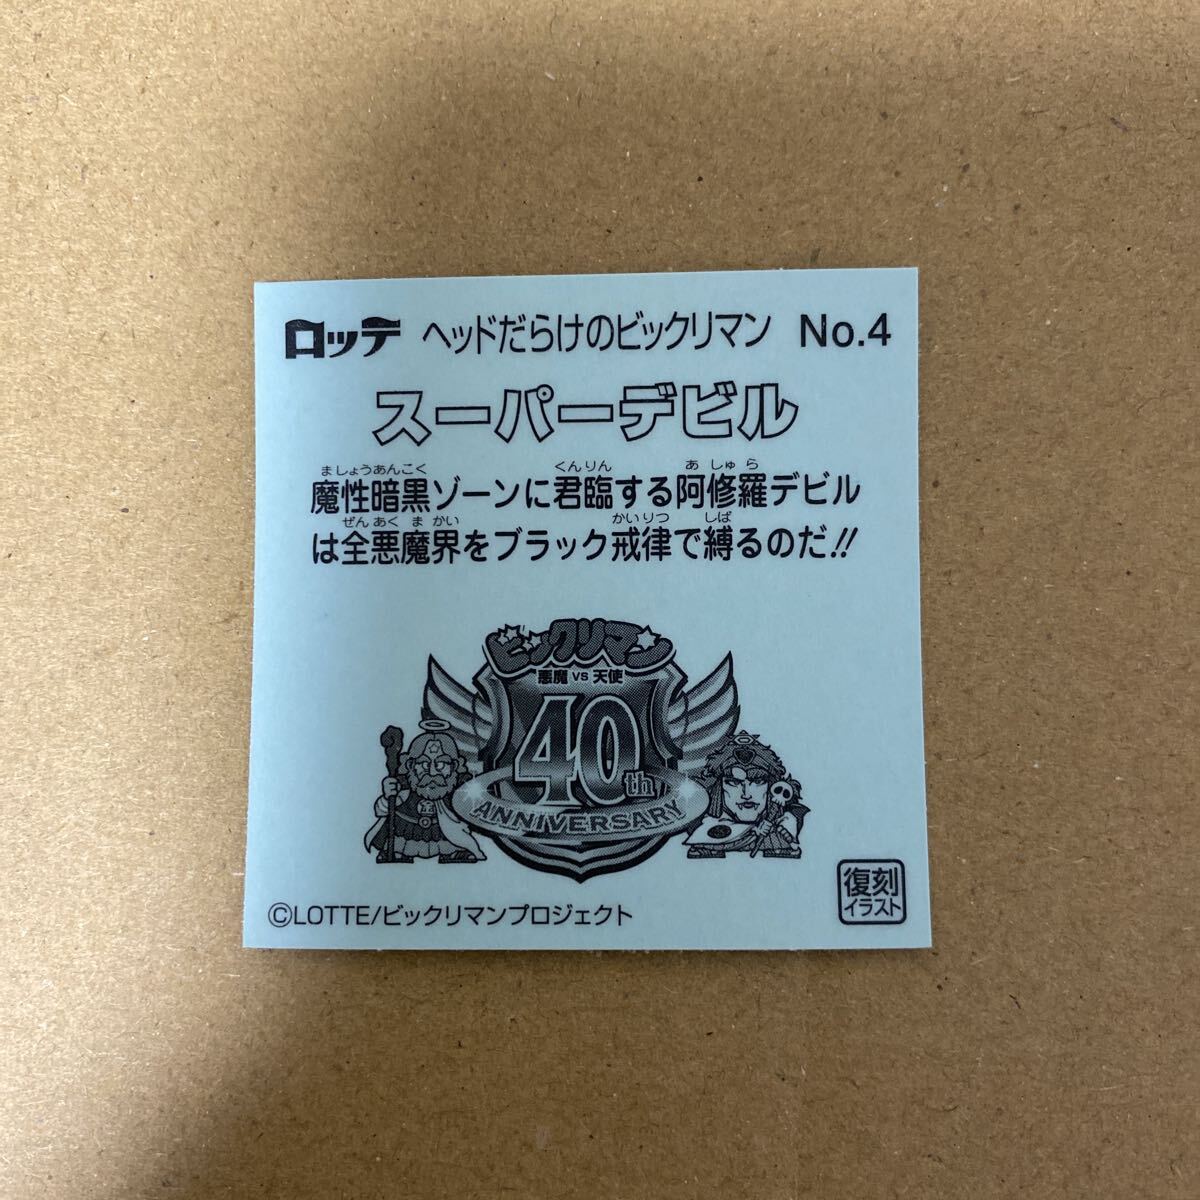 ロッテ ヘッドだらけのビックリマン No.4
スーパーデビル
ましょうあんこく くんりん あしゅら
魔性暗黒ゾーンに君臨する阿修羅デビル
ぜんあくまかい かいりつ しば
は全悪魔界をブラック戒律で縛るのだ!!
ビックリマン
悪魔 VS 天使
40th
ANNIVERSARY
復刻
イラスト
©LOTTE/ビックリマンプロジェクト